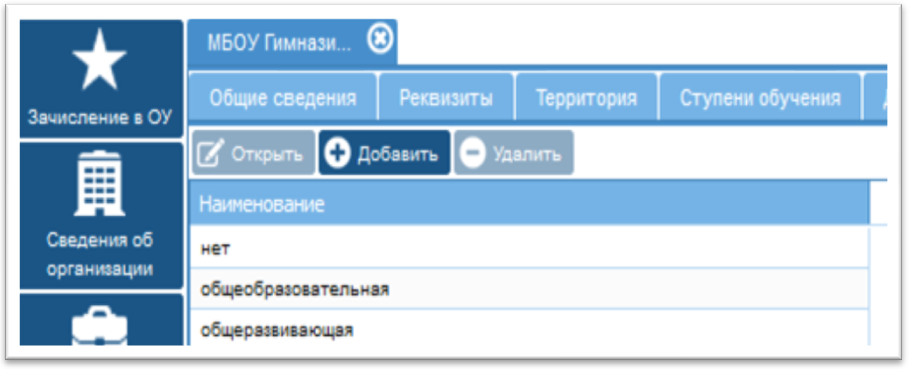 МБОУ Гимнази...
Общие сведения
Реквизиты
Территория
Ступени обучения
Зачисление в ОУ
Открыть
Добавить
Удалить
Наименование
Сведения об
организации
нет
общеобразовательная
общеразвивающая